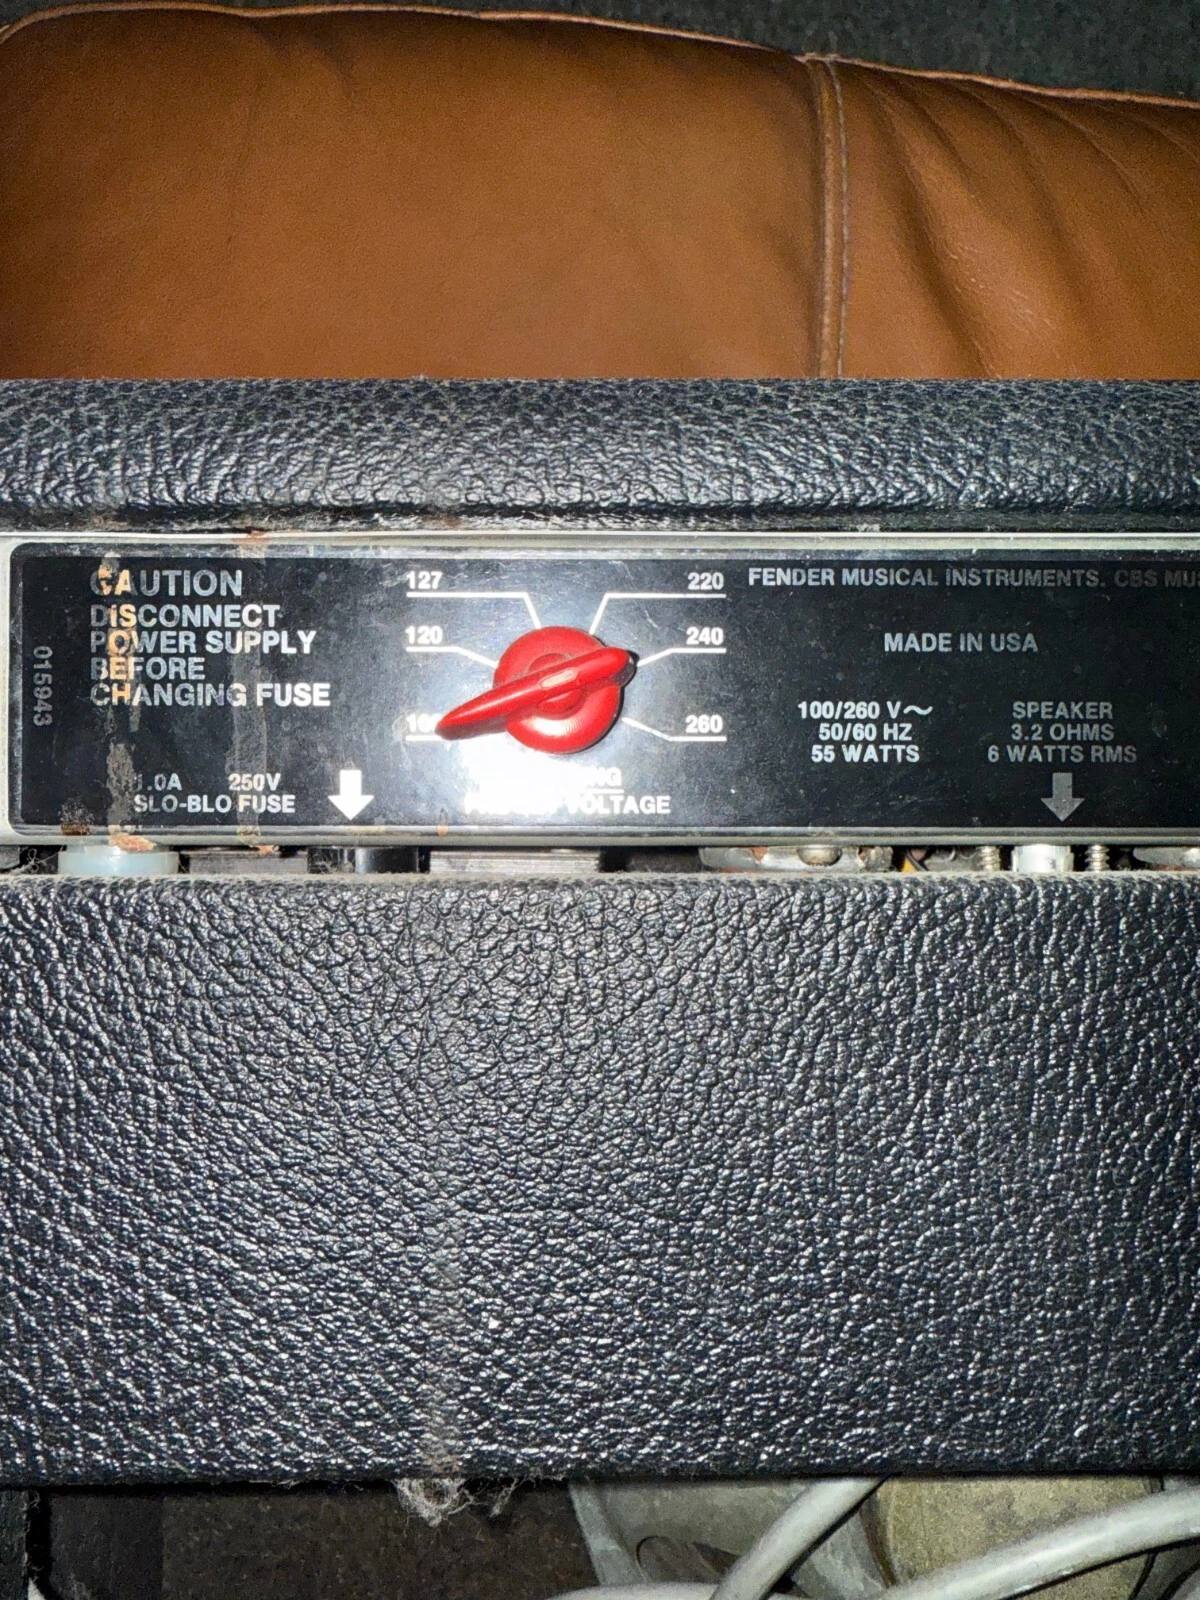 CAUTION
DISCONNECT
POWER SUPPLY
BEFORE
CHANGING FUSE
015943
.0A 250V
SLO-BLO FUSE
127
120
220
240
260
VOLTAGE
FENDER MUSICAL INSTRUMENTS. CBS
MADE IN USA
100/260 V~
50/60 HZ
55 WATTS
SPEAKER
3.2 OHMS
6 WATTS RMS